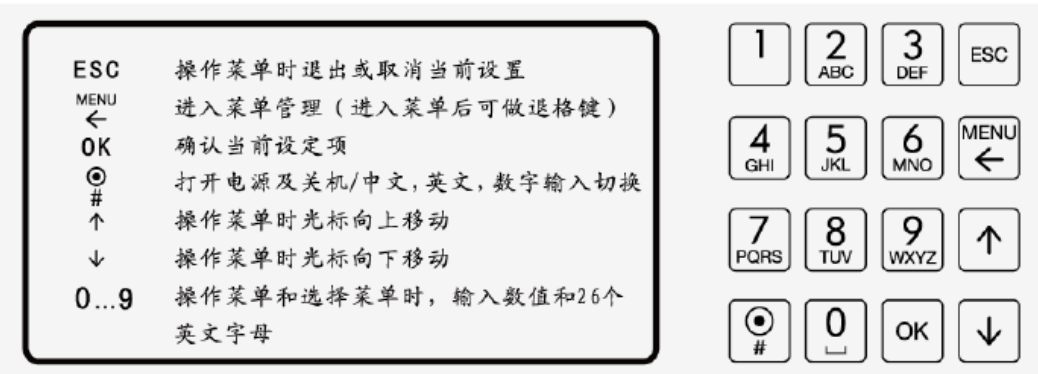 ESC 操作菜单时退出或取消当前设置
MENU
← 进入菜单管理（进入菜单后可做退格键）
OK 确认当前设定项
⦿
# 打开电源及关机/中文,英文,数字输入切换
↑ 操作菜单时光标向上移动
↓ 操作菜单时光标向下移动
0...9 操作菜单和选择菜单时，输入数值和26个
英文字母
1 2 3 ESC
ABC DEF
4 5 6 MENU
GHI JKL MNO ←
7 8 9 ↑
PQRS TUV WXYZ
⦿ 0 OK ↓
# ⎵